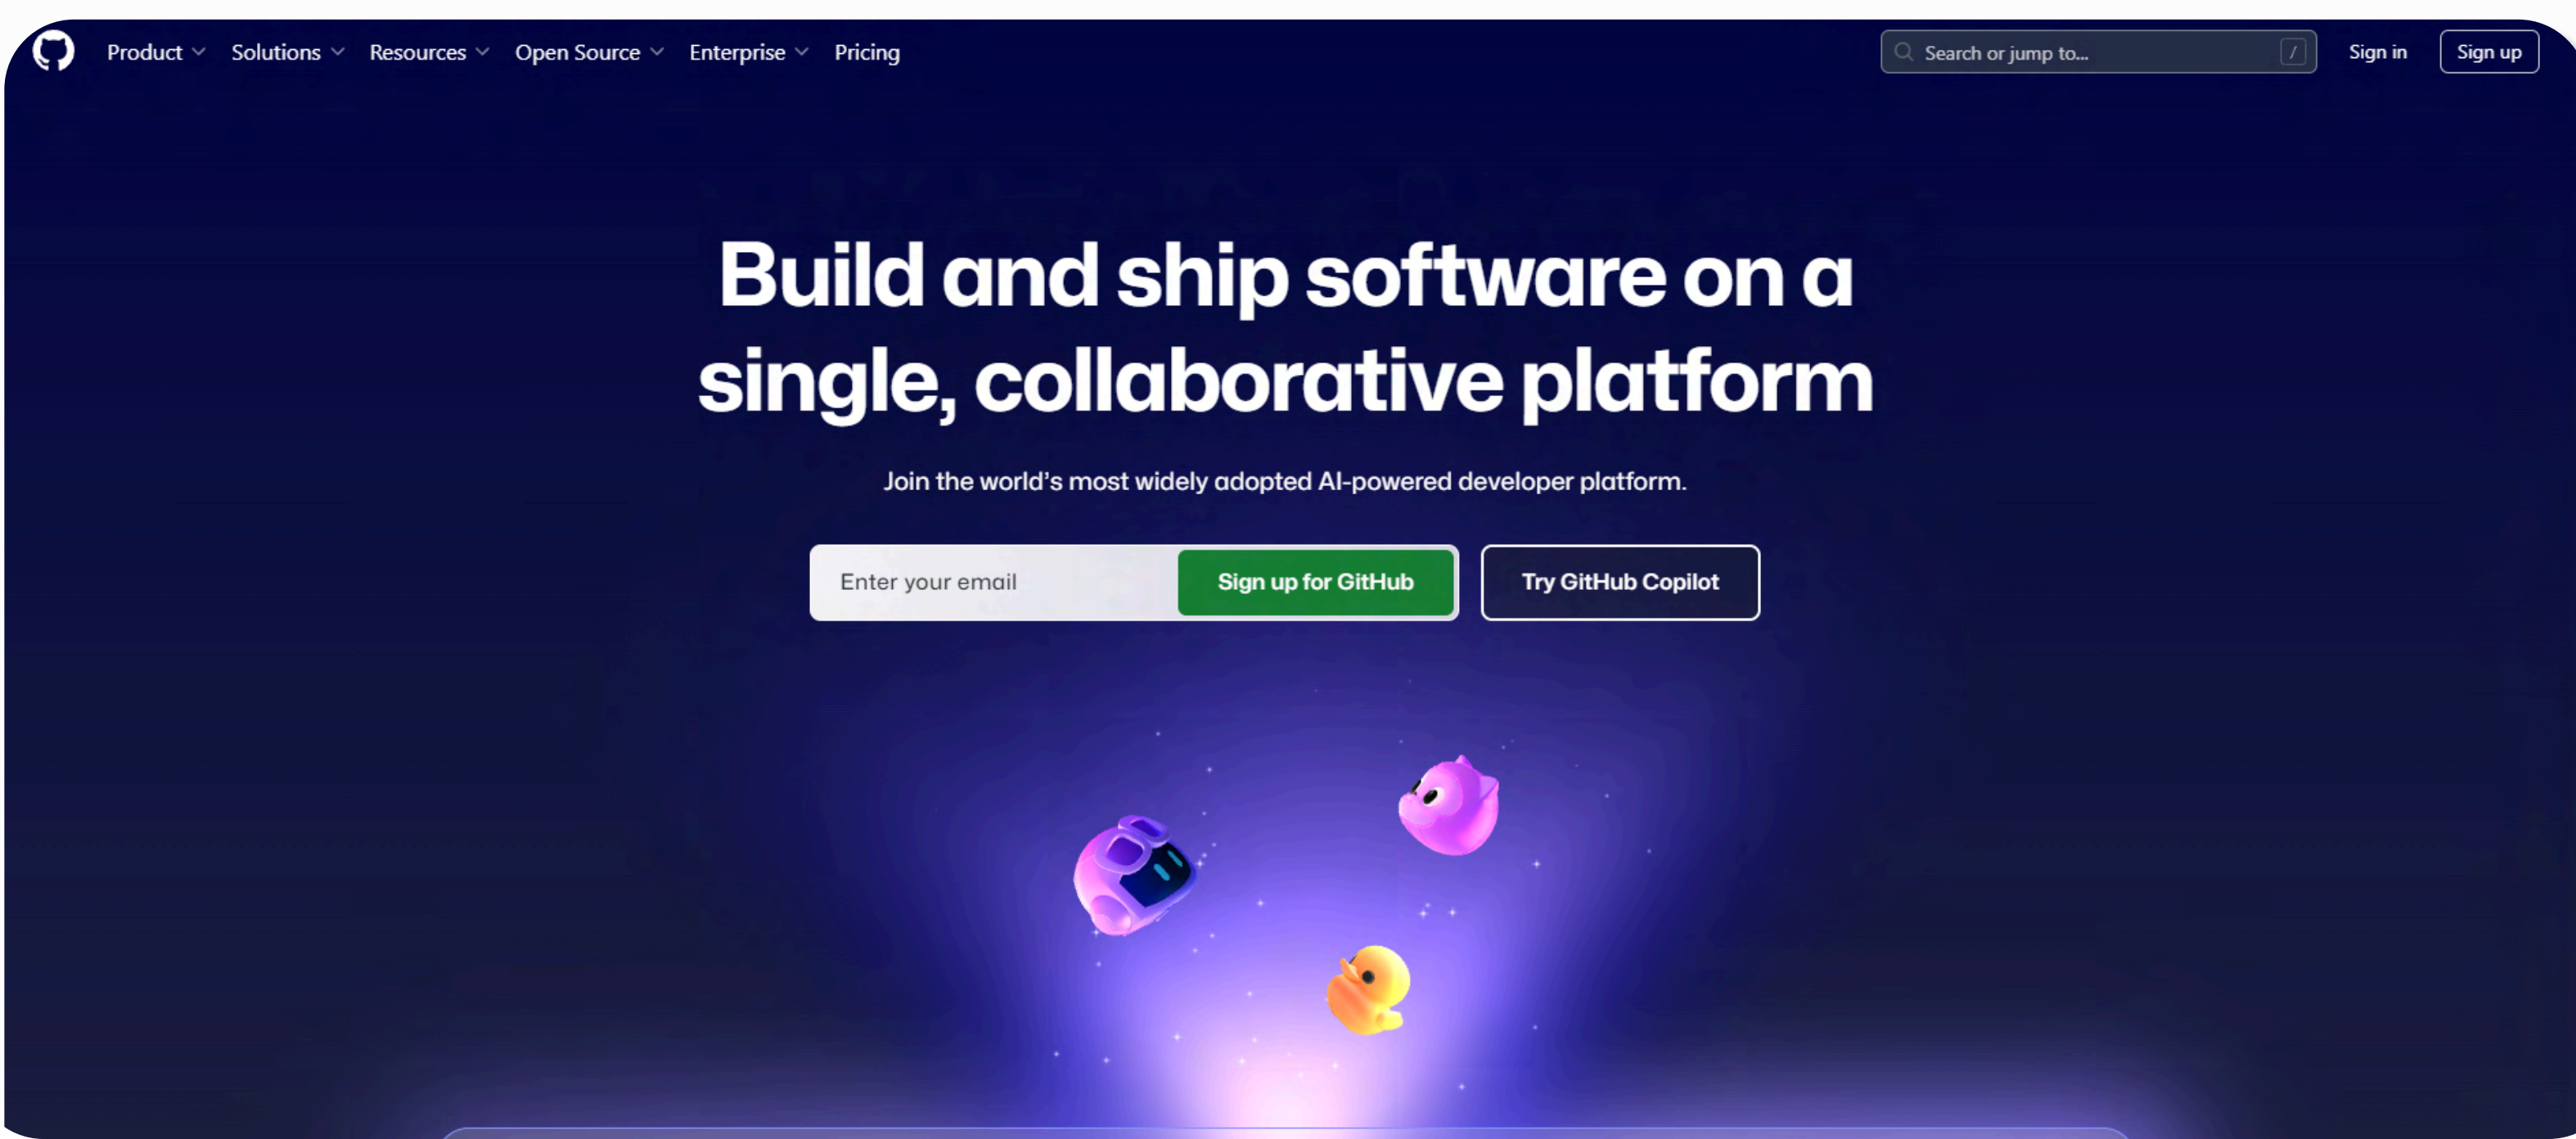 Product Solutions Resources Open Source Enterprise Pricing Search or jump to... / Sign in Sign up
Build and ship software on a
single, collaborative platform
Join the world’s most widely adopted AI-powered developer platform.
Enter your email Sign up for GitHub Try GitHub Copilot